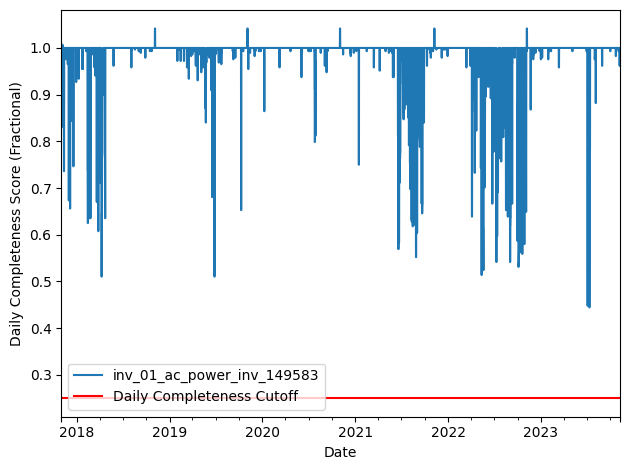 Daily Completeness Score (Fractional)
1.0
0.9
0.8
0.7
0.6
0.5
0.4
0.3
inv_01_ac_power_inv_149583
Daily Completeness Cutoff
2018 2019 2020 2021 2022 2023
Date